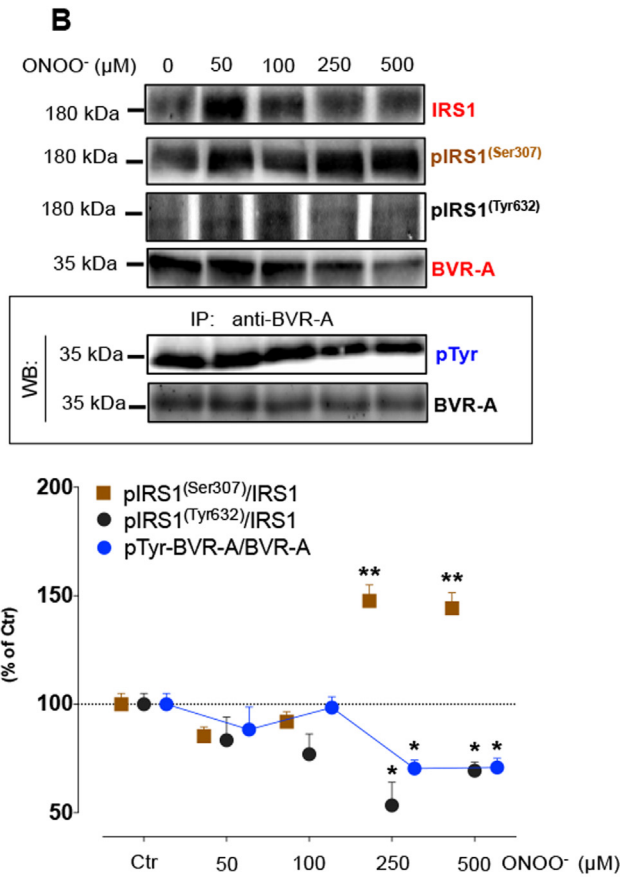 B
ONOO⁻ (µM) 0 50 100 250 500
180 kDa IRS1
180 kDa pIRS1(Ser307)
180 kDa pIRS1(Tyr632)
35 kDa BVR-A
IP: anti-BVR-A
WB:
35 kDa pTyr
35 kDa BVR-A
200
pIRS1(Ser307)/IRS1
pIRS1(Tyr632)/IRS1
pTyr-BVR-A/BVR-A
** **
150
(% of Ctr)
100
* * * *
50
Ctr 50 100 250 500 ONOO⁻ (µM)